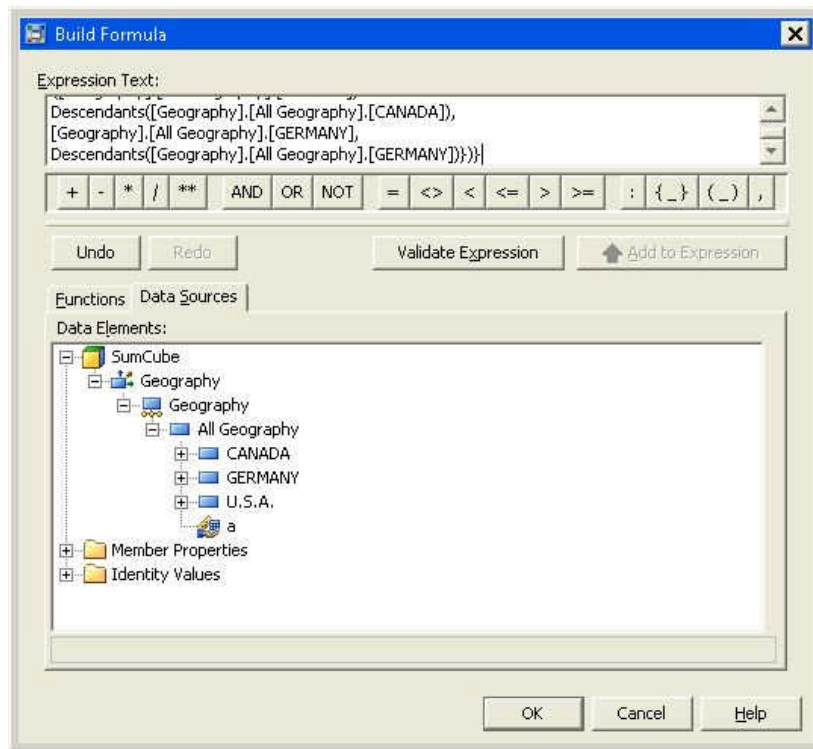 Build Formula
Expression Text:
Descendants([Geography].[All Geography].[CANADA]),
[Geography].[All Geography].[GERMANY],
Descendants([Geography].[All Geography].[GERMANY])})}
+ - * / ** AND OR NOT = <> < <= > >= : {_} (_) ,
Undo Redo Validate Expression Add to Expression
Functions Data Sources
Data Elements:
SumCube
Geography
Geography
All Geography
CANADA
GERMANY
U.S.A.
a
Member Properties
Identity Values
OK Cancel Help